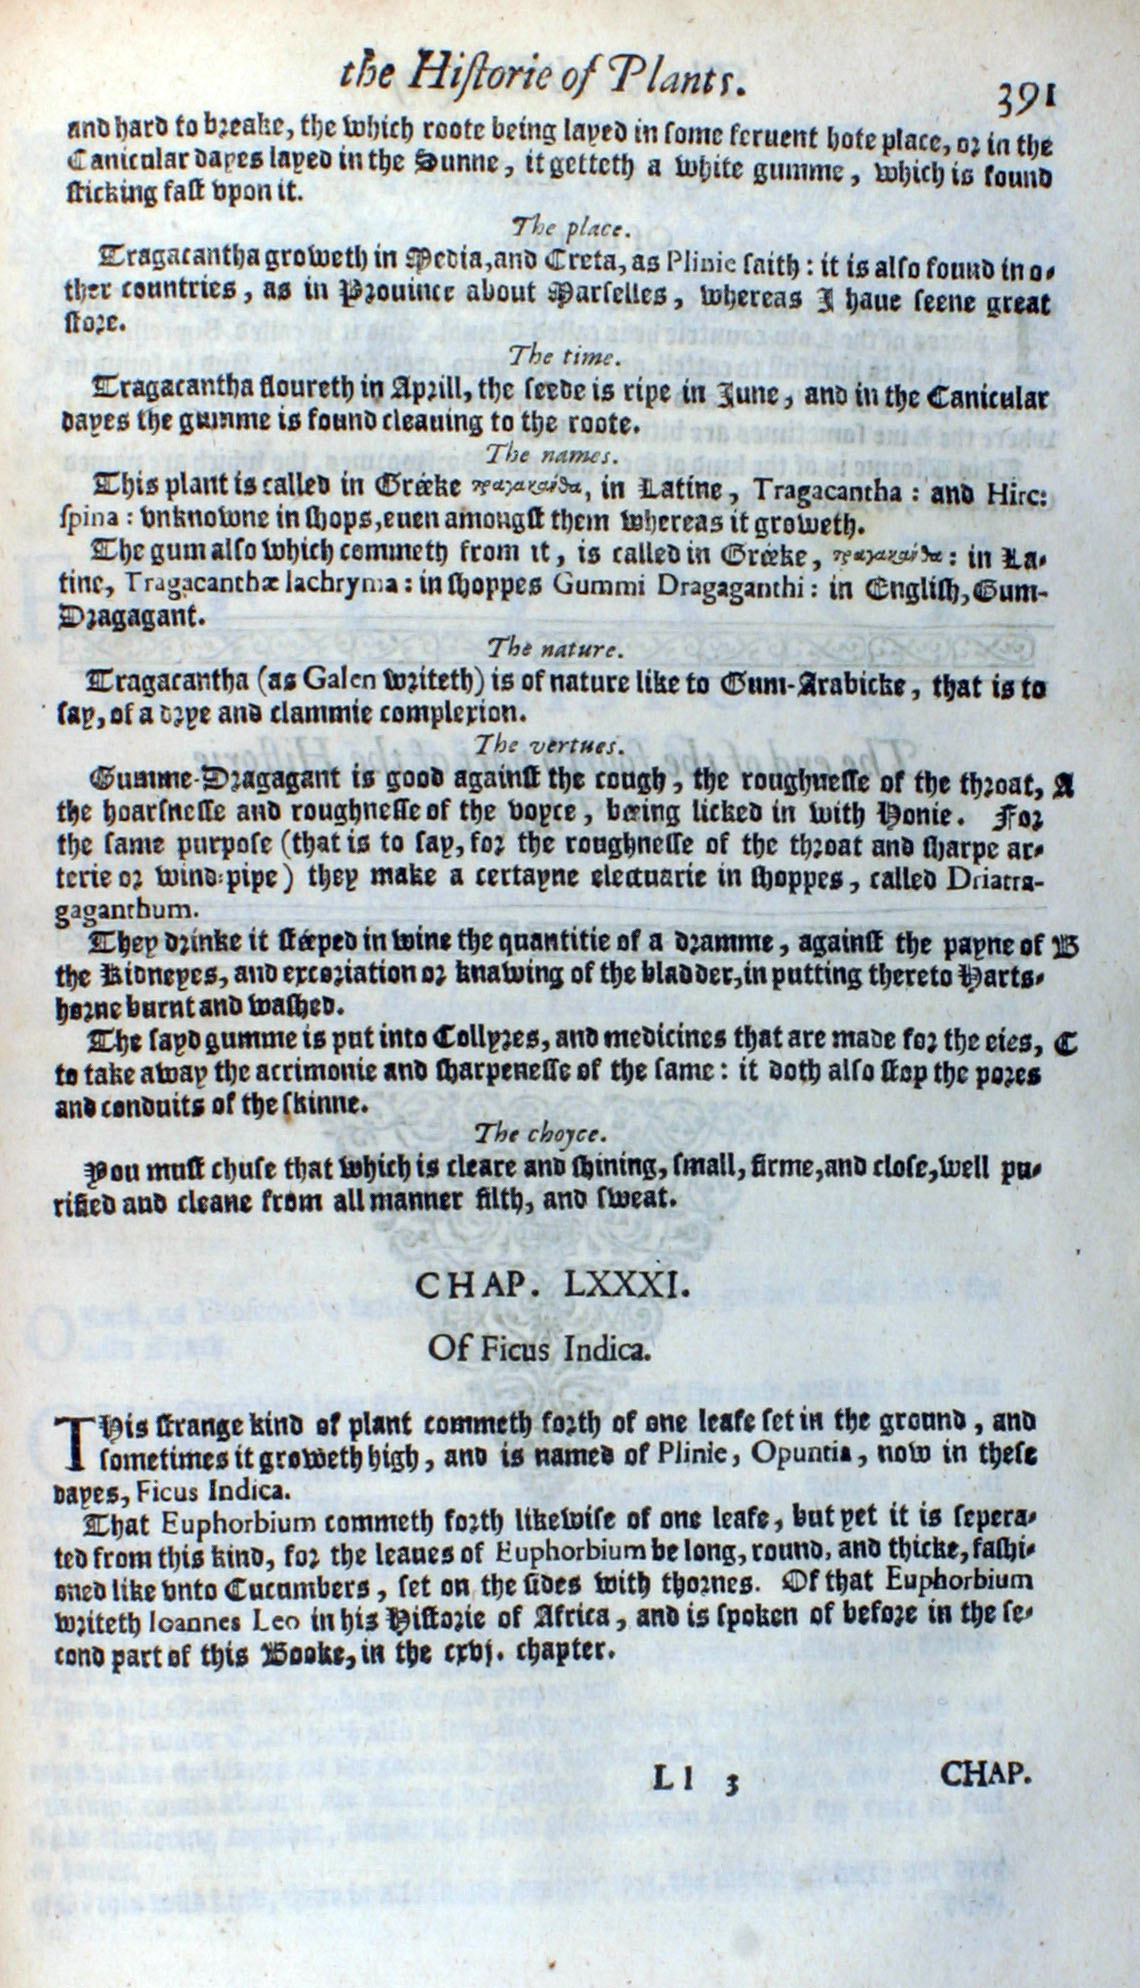 the Hiſtorie of Plants. 391
and hard to breake, the which roote being layed in ſome feruent hote place, or in the
Canicular dayes layed in the Sunne, it getteth a white gumme, which is found
ſticking faſt vpon it.
The place.
Tragacantha groweth in Media, and Creta, as Plinie ſaith: it is alſo found in o-
ther countries, as in Prouince about Marſelles, whereas I haue ſeene great
ſtore.
The time.
Tragacantha floureth in Aprill, the ſeede is ripe in June, and in the Canicular
dayes the gumme is found cleauing to the roote.
The names.
This plant is called in Gréeke τραγακάνθα, in Latine, Tragacantha: and Hirc:
ſpina: vnknowne in ſhops, euen amongſt them whereas it groweth.
The gum alſo which commeth from it, is called in Gréeke, τραγακάνθα: in La-
tine, Tragacanthæ lachryma: in ſhoppes Gummi Dragaganthi: in Engliſh, Gum-
Dragagant.
The nature.
Tragacantha (as Galen writeth) is of nature like to Gum-Arabicke, that is to
ſay, of a drye and clammie complexion.
The vertues.
Gumme-Dragagant is good againſt the cough, the roughneſſe of the throat, A
the hoarſneſſe and roughneſſe of the voyce, béing licked in with Honie. For
the ſame purpoſe (that is to ſay, for the roughneſſe of the throat and ſharpe ar-
terie or wind-pipe) they make a certayne electuarie in ſhoppes, called Driatra-
gaganthum.
They drinke it ſtéeped in wine the quantitie of a dramme, againſt the payne of B
the Kidneyes, and excoriation or knawing of the bladder, in putting thereto Harts-
horne burnt and waſhed.
The ſayd gumme is put into Collyres, and medicines that are made for the eies, C
to take away the acrimonie and ſharpeneſſe of the ſame: it doth alſo ſtop the pores
and conduits of the ſkinne.
The choyce.
You muſt chuſe that which is cleare and ſhining, ſmall, firme, and cloſe, well pu-
rified and cleane from all manner filth, and ſweat.
CHAP. LXXXI.
Of Ficus Indica.
THis ſtrange kind of plant commeth forth of one leafe ſet in the ground, and
ſometimes it groweth high, and is named of Plinie, Opuntia, now in theſe
dayes, Ficus Indica.
That Euphorbium commeth forth likewiſe of one leafe, but yet it is ſepera-
ted from this kind, for the leaues of Euphorbium be long, round, and thicke, faſhi-
oned like vnto Cucumbers, ſet on the ſides with thornes. Of that Euphorbium
writeth Ioannes Leo in his Hiſtorie of Africa, and is ſpoken of before in the ſe-
cond part of this Booke, in the cxvj. chapter.
Ll 3 CHAP.